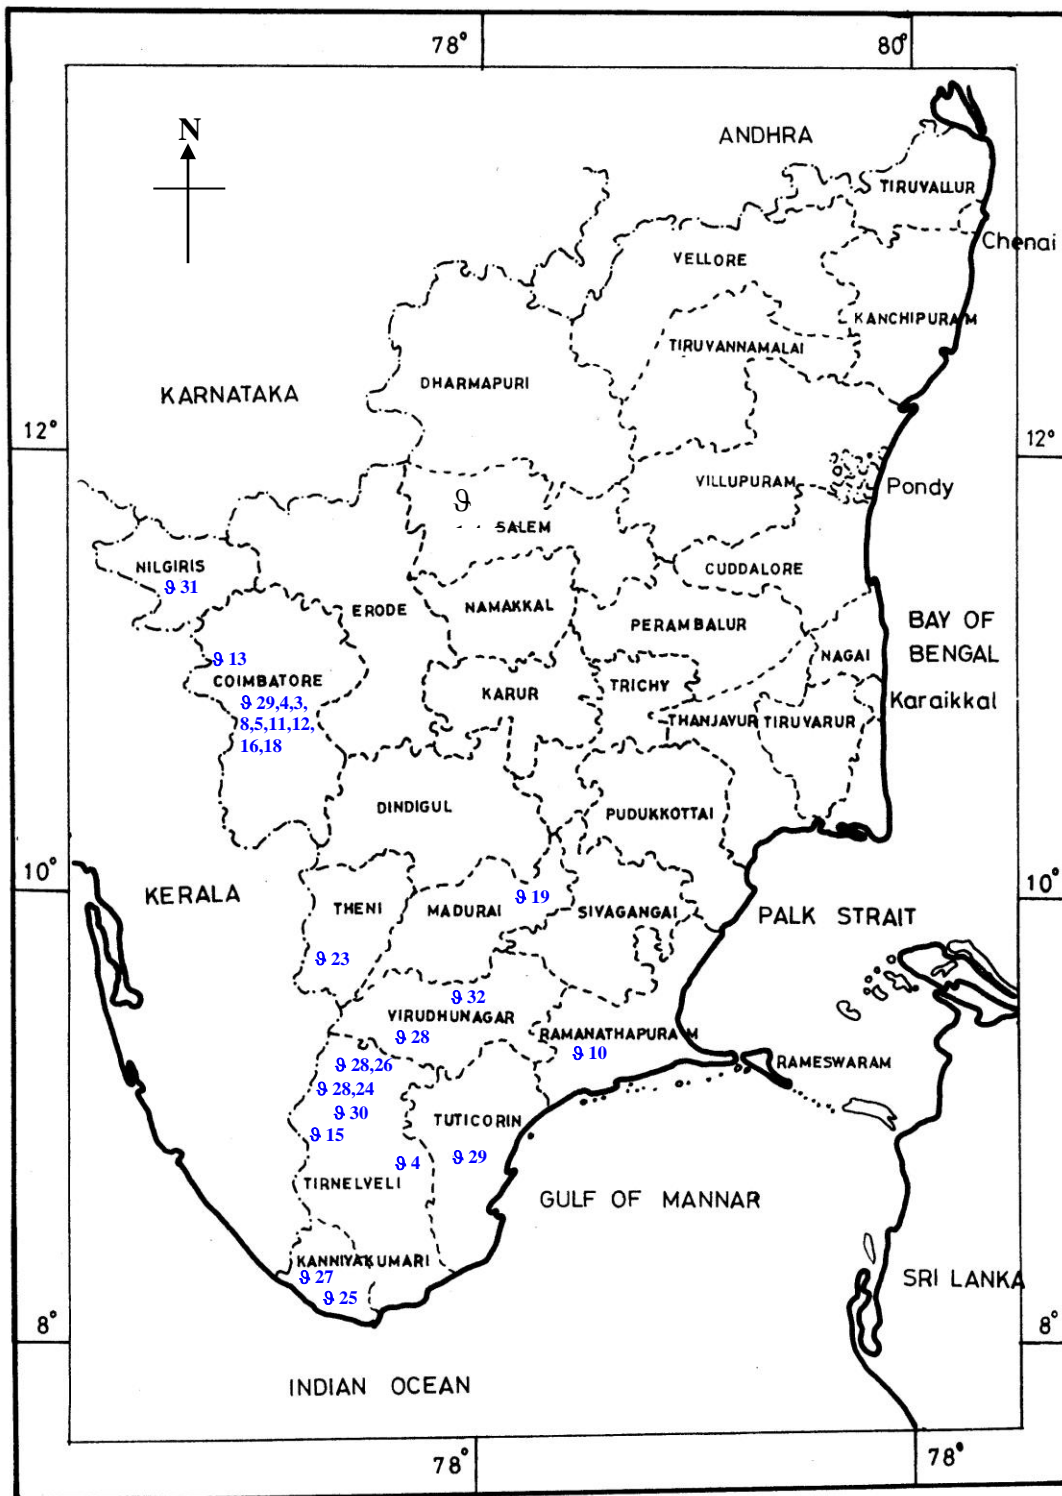 78°
80°
N
ANDHRA
TIRUVALLUR
Chenai
VELLORE
KANCHIPURAM
TIRUVANNAMALAI
DHARMAPURI
KARNATAKA
12°
12°
VILLUPURAM
Pondy
ϑ
SALEM
NILGIRIS
ϑ 31
CUDDALORE
ERODE
NAMAKKAL
PERAMBALUR
BAY OF
BENGAL
NAGAI
ϑ 13
COIMBATORE
ϑ 29,4,3,
8,5,11,12,
16,18
KARUR
TRICHY
Karaikkal
THANJAVUR
TIRUVARUR
DINDIGUL
PUDUKKOTTAI
10°
10°
KERALA
THENI
MADURAI
ϑ 19
SIVAGANGAI
PALK STRAIT
ϑ 23
ϑ 32
VIRUDHUNAGAR
ϑ 28
RAMANATHAPURAM
ϑ 10
RAMESWARAM
ϑ 28,26
ϑ 28,24
ϑ 30
ϑ 15
TUTICORIN
ϑ 4
ϑ 29
TIRNELVELI
GULF OF MANNAR
KANNIYAKUMARI
ϑ 27
ϑ 25
SRI LANKA
8°
8°
INDIAN OCEAN
78°
78°